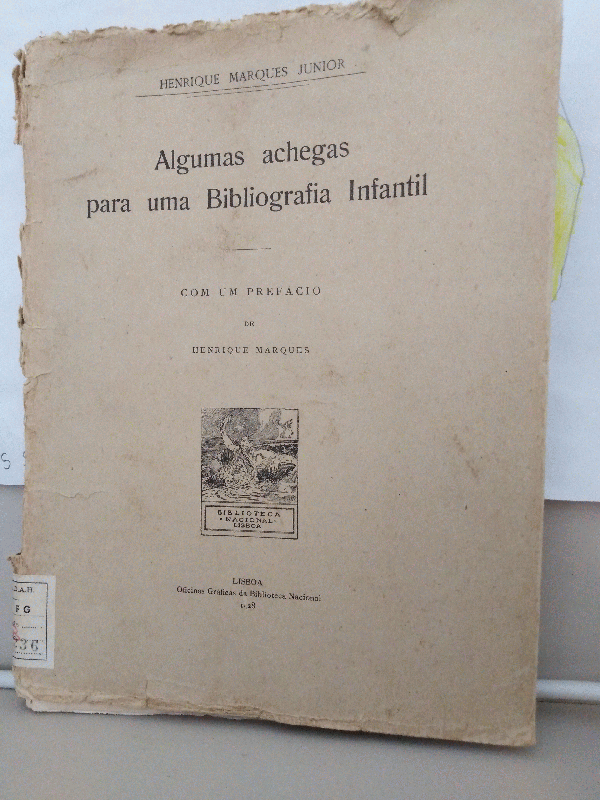 HENRIQUE MARQUES JUNIOR
Algumas achegas
para uma Bibliografia Infantil
COM UM PREFACIO
DE
HENRIQUE MARQUES
BIBLIOTECA
NACIONAL
LISBOA
LISBOA
Oficinas Gráficas da Biblioteca Nacional
1928
.A.H.
G
236